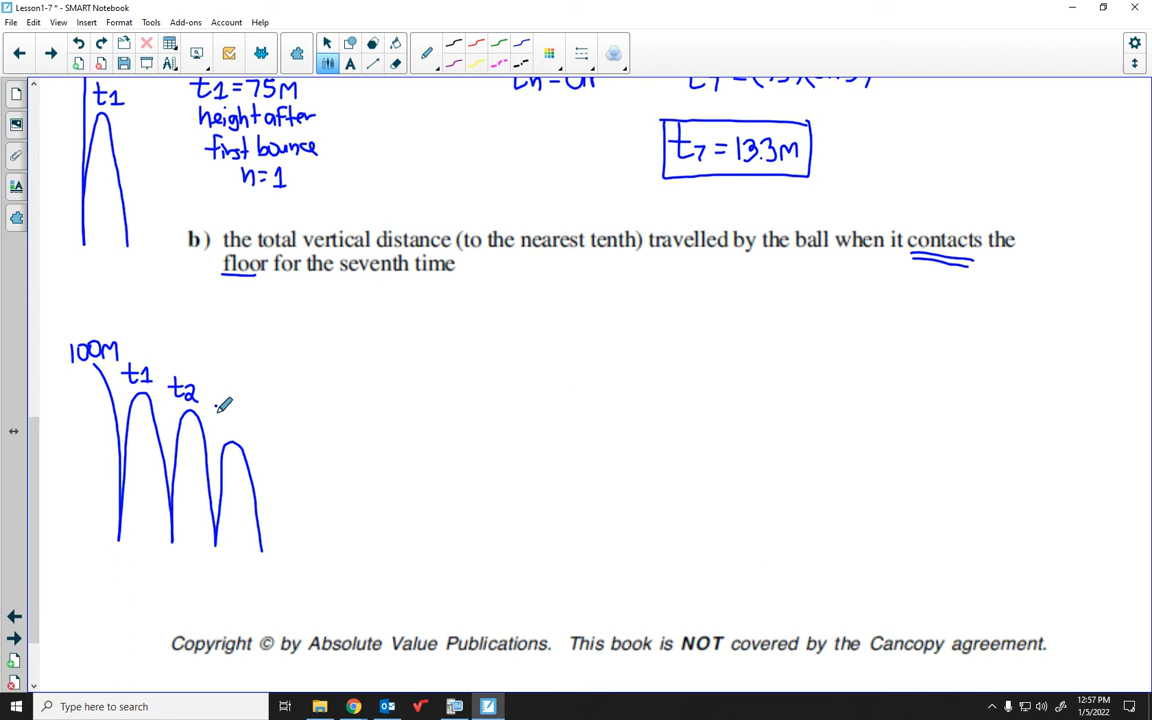 Lesson1-7 * - SMART Notebook
File Edit View Insert Format Tools Add-ons Account Help
t1
t1 = 75M
height after
first bounce
n=1
t7 = 13.3M
b ) the total vertical distance (to the nearest tenth) travelled by the ball when it contacts the
floor for the seventh time
100M
t1
t2
Copyright © by Absolute Value Publications. This book is NOT covered by the Cancopy agreement.
Type here to search
12:57 PM
1/5/2022